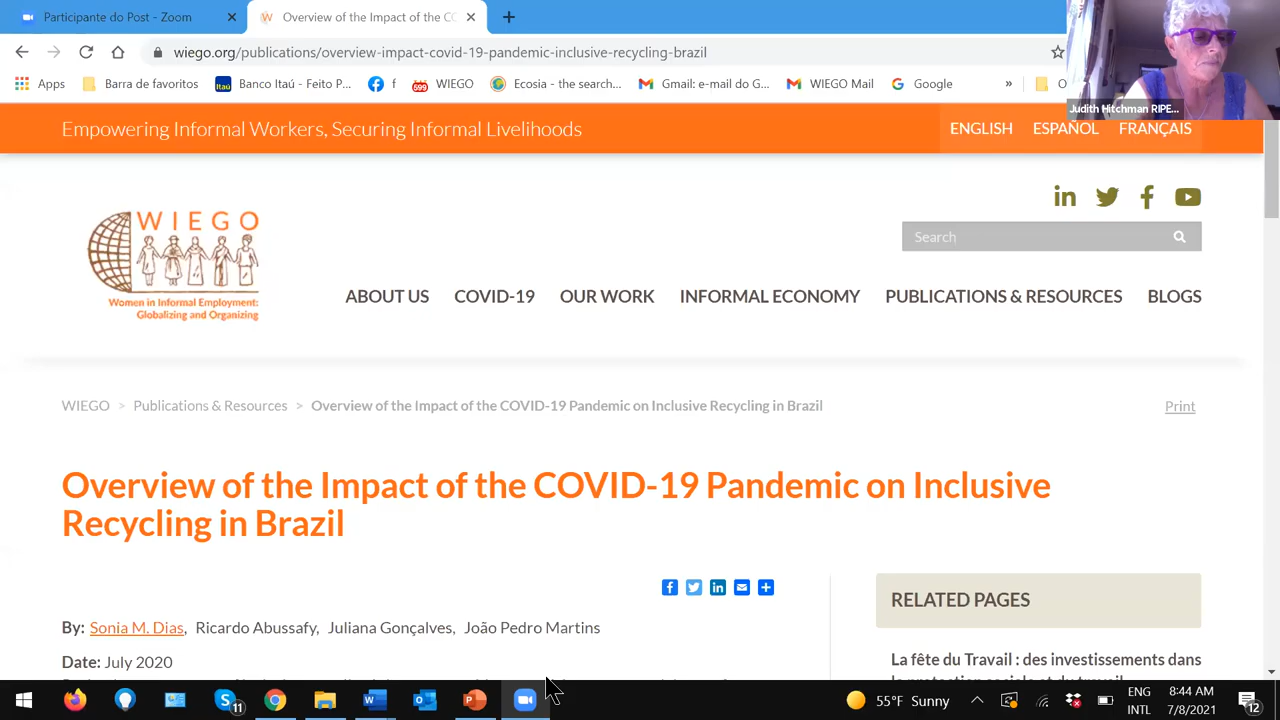 Participante do Post - Zoom
Overview of the Impact of the CO
wiego.org/publications/overview-impact-covid-19-pandemic-inclusive-recycling-brazil
Apps
Barra de favoritos
Banco Itaú - Feito P...
f
WIEGO
Ecosia - the search...
Gmail: e-mail do G...
WIEGO Mail
Google
»
Judith Hitchman RIPE...
Empowering Informal Workers, Securing Informal Livelihoods
ENGLISH ESPAÑOL FRANÇAIS
Search
WIEGO
Women in Informal Employment:
Globalizing and Organizing
ABOUT US COVID-19 OUR WORK INFORMAL ECONOMY PUBLICATIONS & RESOURCES BLOGS
WIEGO > Publications & Resources > Overview of the Impact of the COVID-19 Pandemic on Inclusive Recycling in Brazil
Print
Overview of the Impact of the COVID-19 Pandemic on Inclusive
Recycling in Brazil
By: Sonia M. Dias, Ricardo Abussafy, Juliana Gonçalves, João Pedro Martins
Date: July 2020
RELATED PAGES
La fête du Travail : des investissements dans
11
55°F Sunny
ENG
INTL
8:44 AM
7/8/2021
12